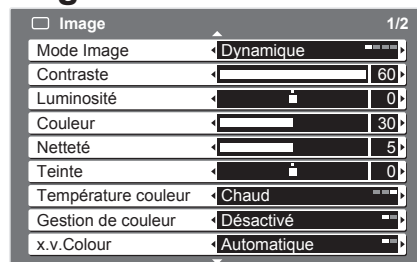 Image 1/2
Mode Image Dynamique
Contraste 60
Luminosité 0
Couleur 30
Netteté 5
Teinte 0
Température couleur Chaud
Gestion de couleur Désactivé
x.v.Colour Automatique